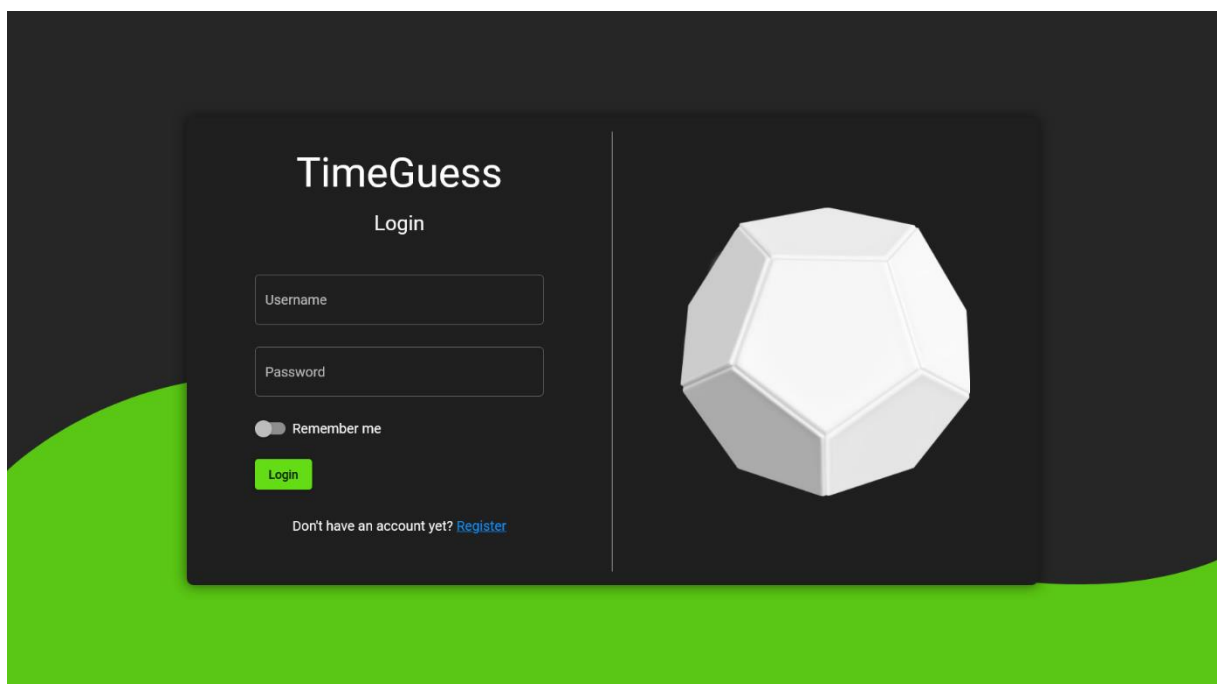 TimeGuess
Login
Username
Password
Remember me
Login
Don't have an account yet? Register